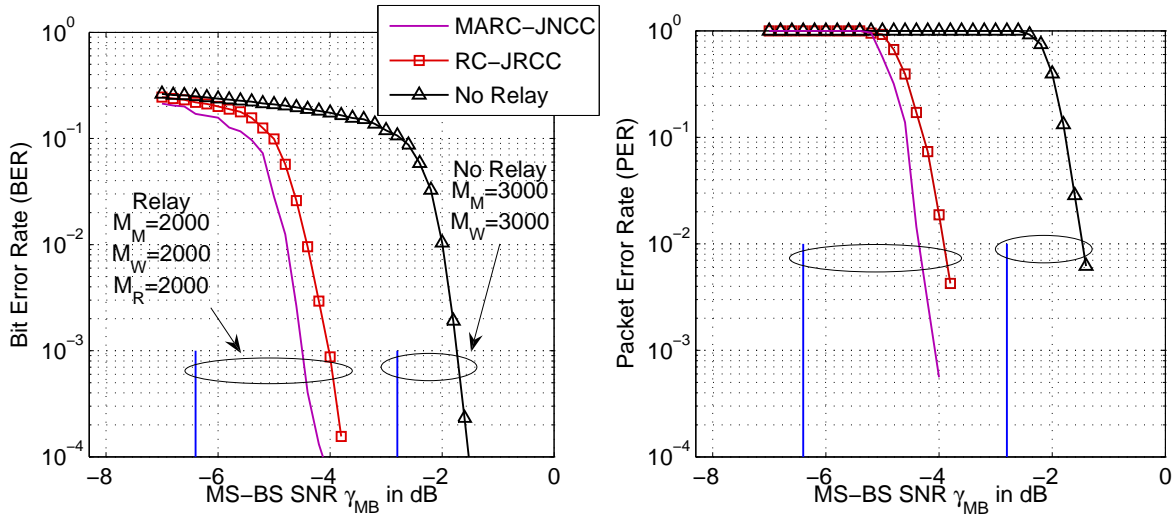 MARC−JNCC
RC−JRCC
No Relay
10^0
10^−1
10^−2
10^−3
10^−4
Bit Error Rate (BER)
Relay
M_M=2000
M_W=2000
M_R=2000
No Relay
M_M=3000
M_W=3000
−8
−6
−4
−2
0
MS−BS SNR γ_MB in dB
10^0
10^−1
10^−2
10^−3
10^−4
Packet Error Rate (PER)
−8
−6
−4
−2
0
MS−BS SNR γ_MB in dB